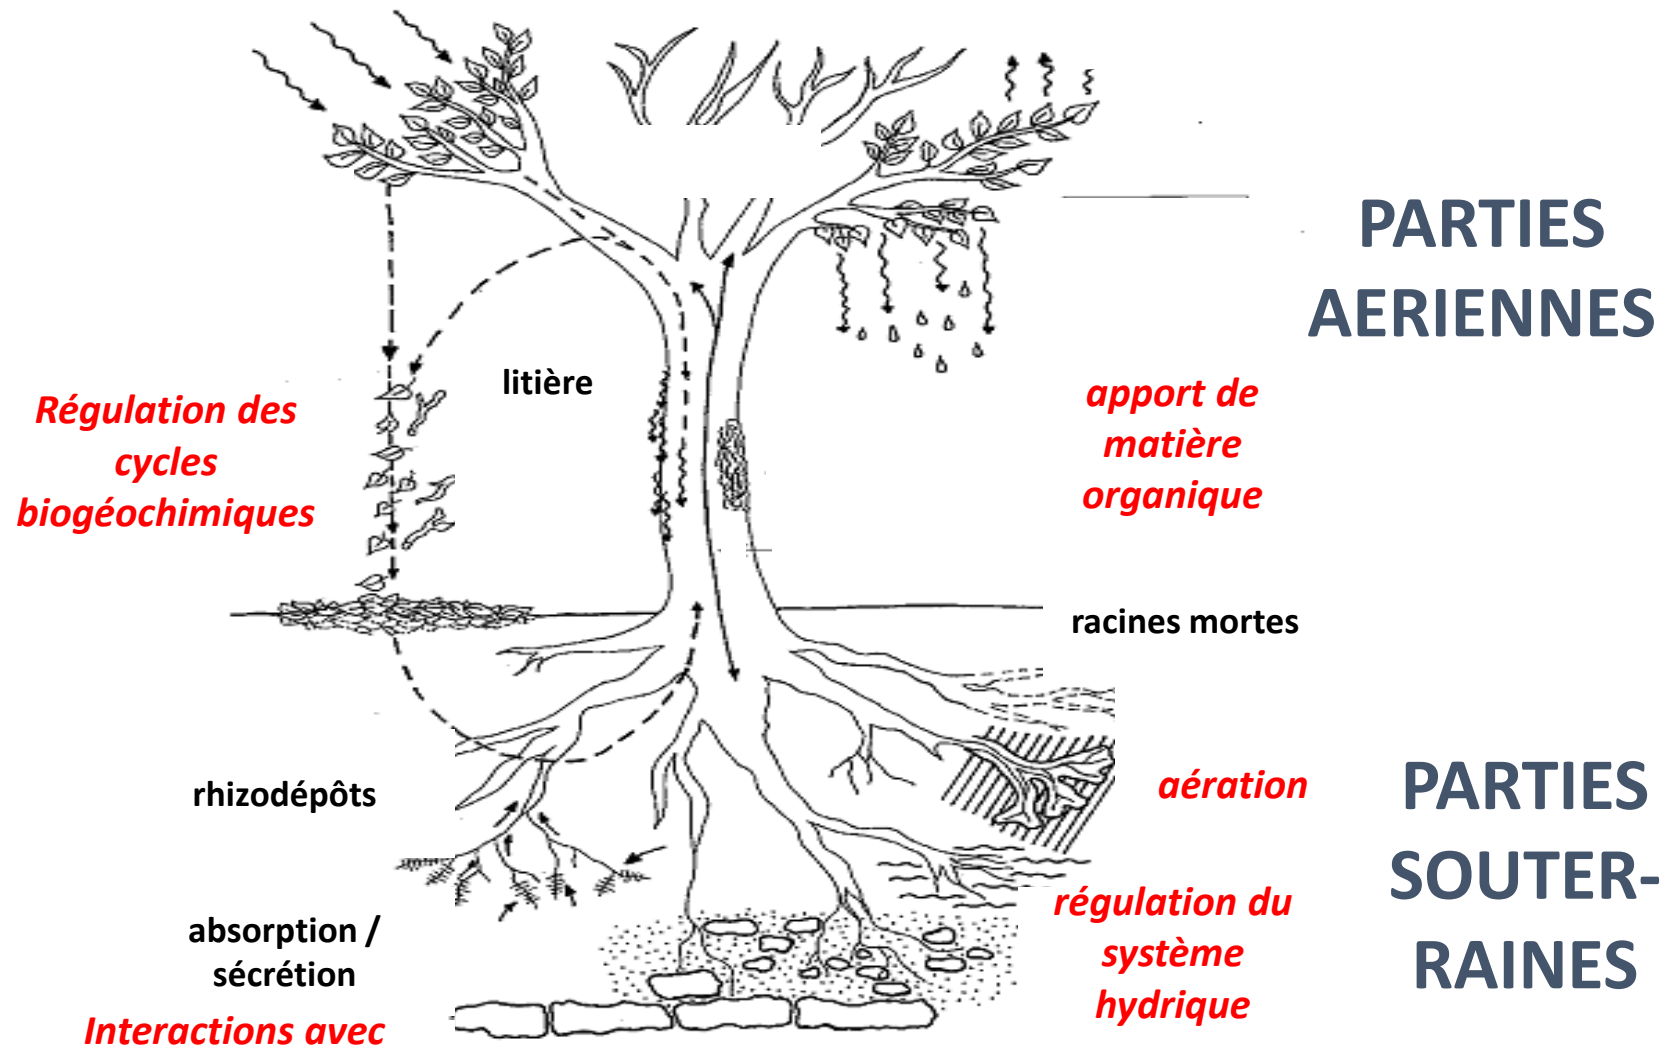 PARTIES
AERIENNES
litière
Régulation des
cycles
biogéochimiques
apport de
matière
organique
racines mortes
rhizodépôts
aération
PARTIES
SOUTER-
RAINES
absorption /
sécrétion
régulation du
système
hydrique
Interactions avec